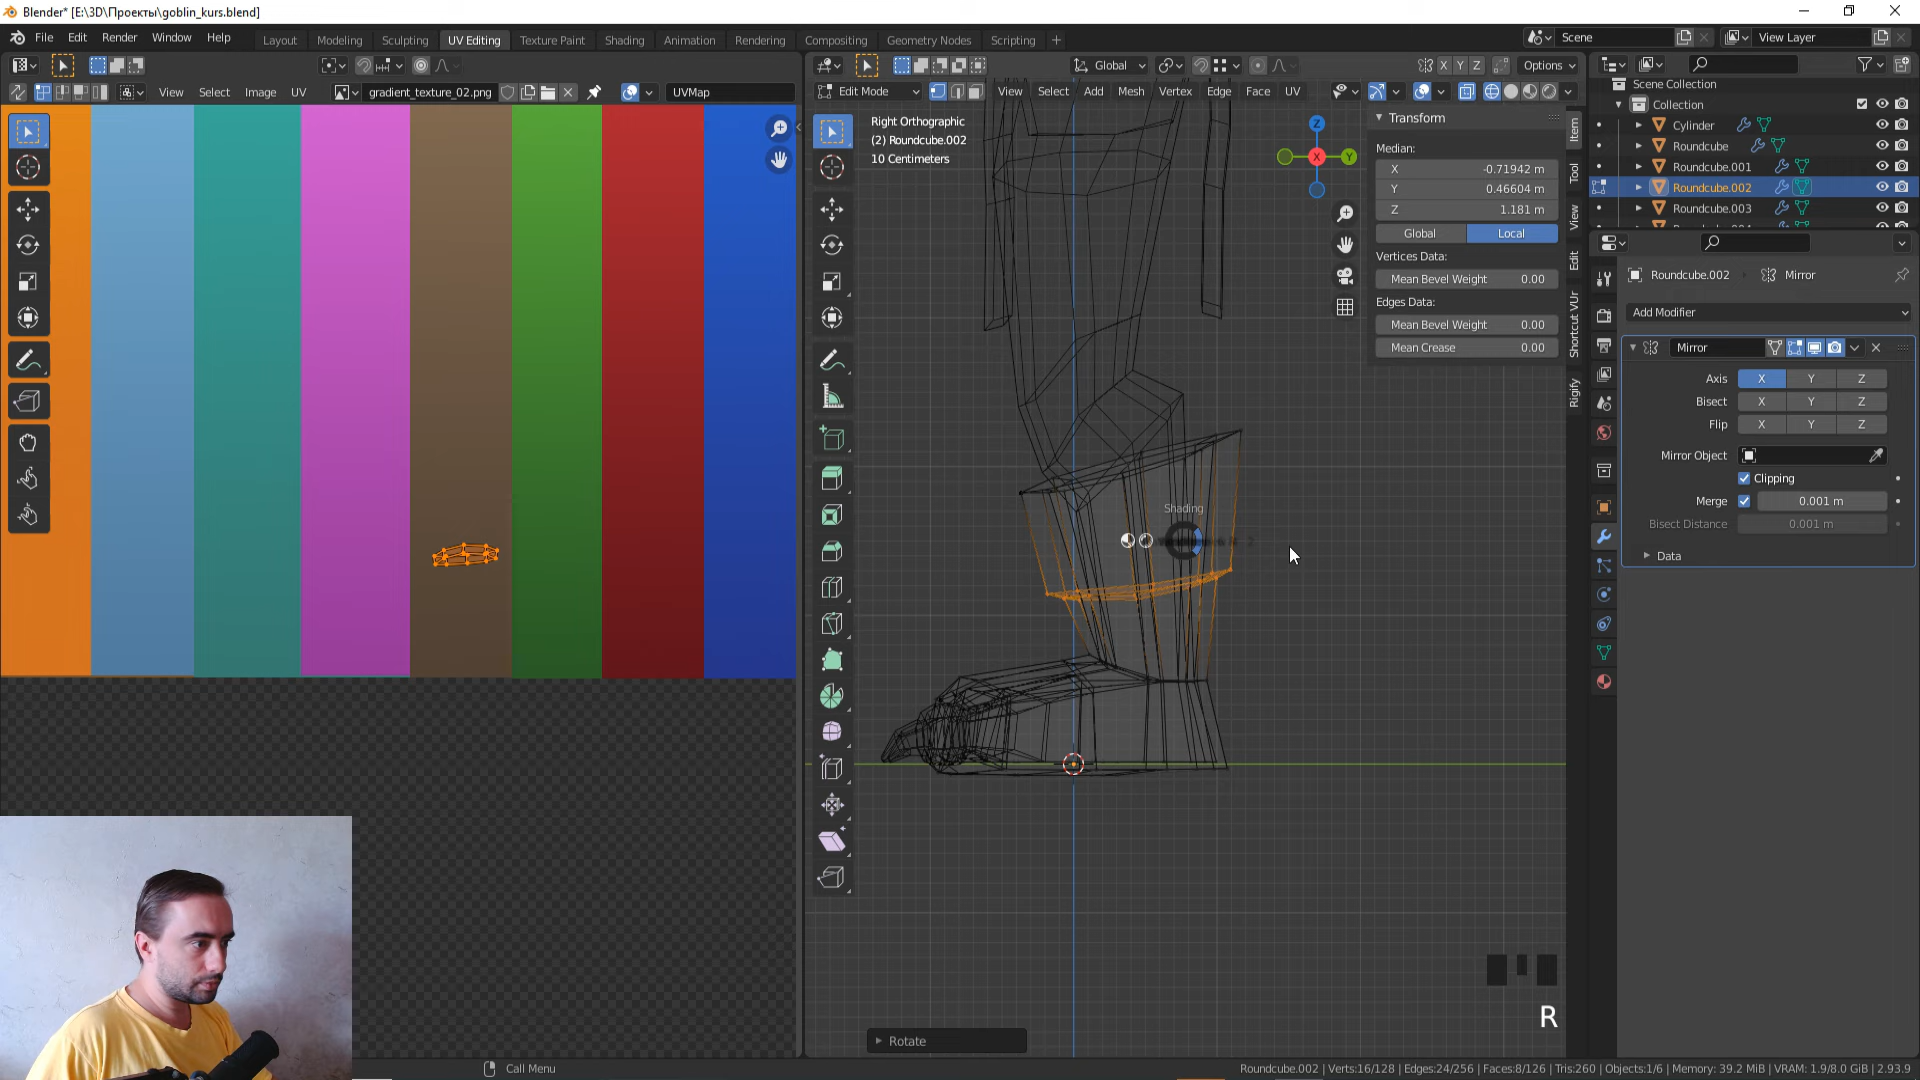 Blender* [E:\3D\Проекты\goblin_kurs.blend]
File Edit Render Window Help
Layout Modeling Sculpting UV Editing Texture Paint Shading Animation Rendering Compositing Geometry Nodes Scripting +
Scene
View Layer
Global
X Y Z
Options
View Select Image UV
gradient_texture_02.png
UVMap
Edit Mode
View Select Add Mesh Vertex Edge Face UV
Scene Collection
Collection
Cylinder
Roundcube
Roundcube.001
Roundcube.002
Roundcube.003
Right Orthographic
(2) Roundcube.002
10 Centimeters
Z
X
Y
Transform
Median:
X -0.71942 m
Y 0.46604 m
Z 1.181 m
Global Local
Vertices Data:
Mean Bevel Weight 0.00
Edges Data:
Mean Bevel Weight 0.00
Mean Crease 0.00
Item
Tool
View
Edit
Shortcut VUr
Rigify
Roundcube.002
Mirror
Add Modifier
Mirror
Axis X Y Z
Bisect X Y Z
Flip X Y Z
Mirror Object
Clipping
Merge 0.001 m
Bisect Distance 0.001 m
Data
Shading
R
Rotate
Call Menu
Roundcube.002 | Verts:16/128 | Edges:24/256 | Faces:8/126 | Tris:260 | Objects:1/6 | Memory: 39.2 MiB | VRAM: 1.9/8.0 GiB | 2.93.9